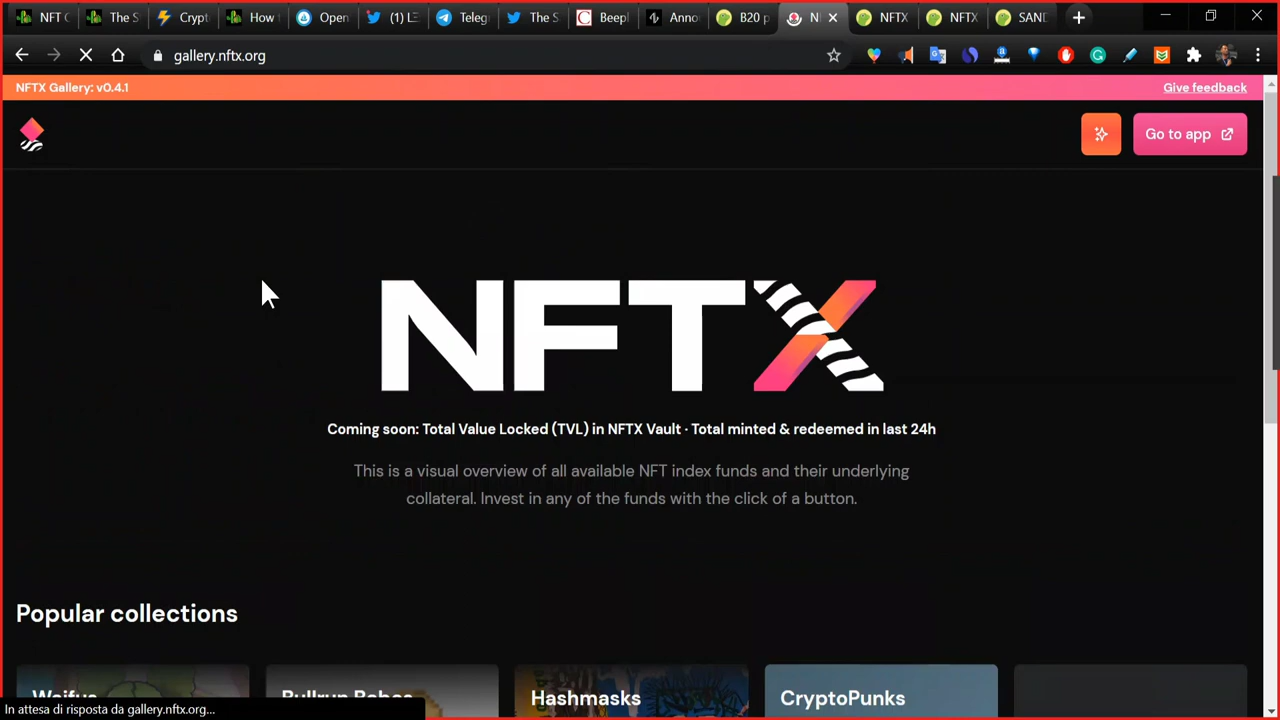 NFT C
The S
Crypt
How t
Open
(1) LE
Teleg
The S
Beepl
Anno
B20 p
NFTX
NFTX
SAND
gallery.nftx.org
NFTX Gallery: v0.4.1
Give feedback
Go to app
NFTX
Coming soon: Total Value Locked (TVL) in NFTX Vault · Total minted & redeemed in last 24h
This is a visual overview of all available NFT index funds and their underlying
collateral. Invest in any of the funds with the click of a button.
Popular collections
Waifus
Bullrun Babes
Hashmasks
CryptoPunks
In attesa di risposta da gallery.nftx.org...